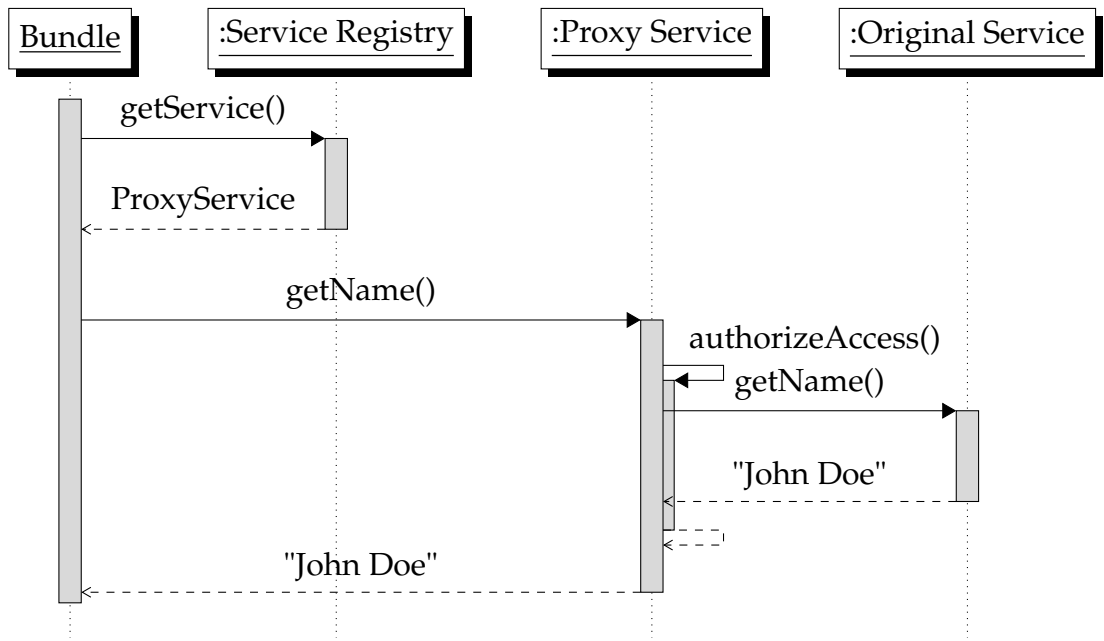 Bundle
:Service Registry
:Proxy Service
:Original Service
getService()
ProxyService
getName()
authorizeAccess()
getName()
"John Doe"
"John Doe"